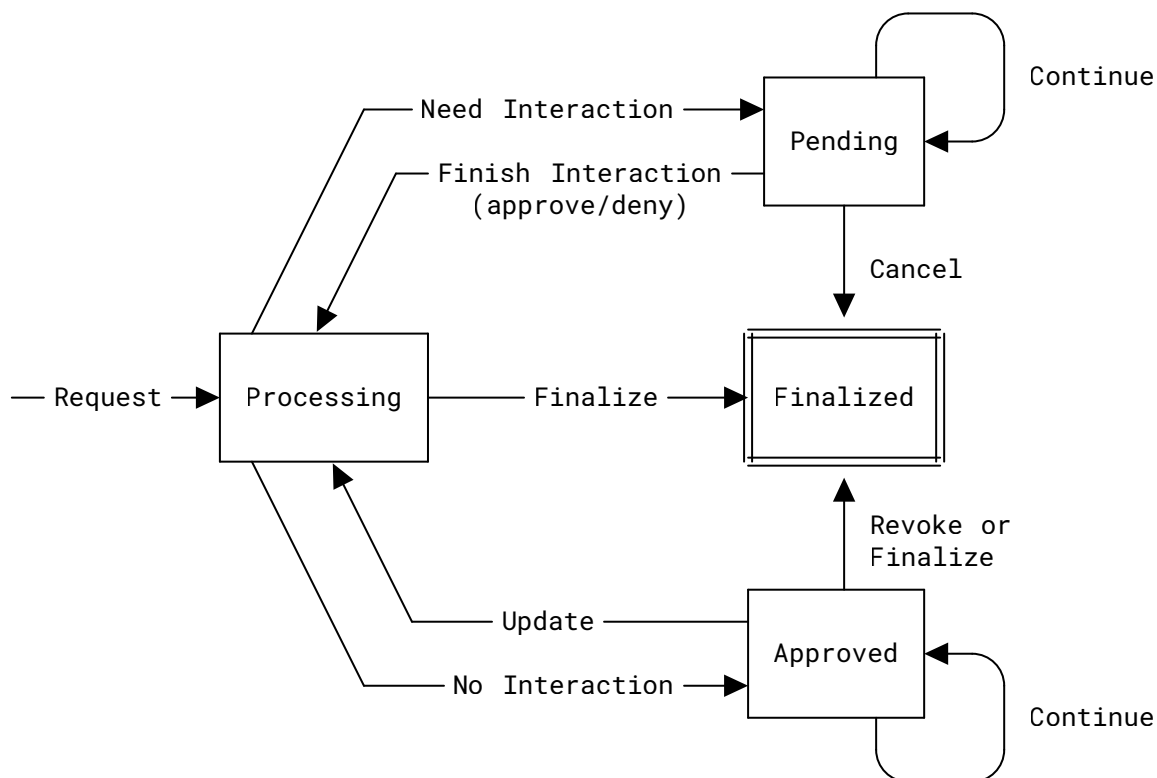 Continue
Need Interaction
Pending
Finish Interaction
(approve/deny)
Cancel
Request
Processing
Finalize
Finalized
Revoke or
Finalize
Update
Approved
No Interaction
Continue